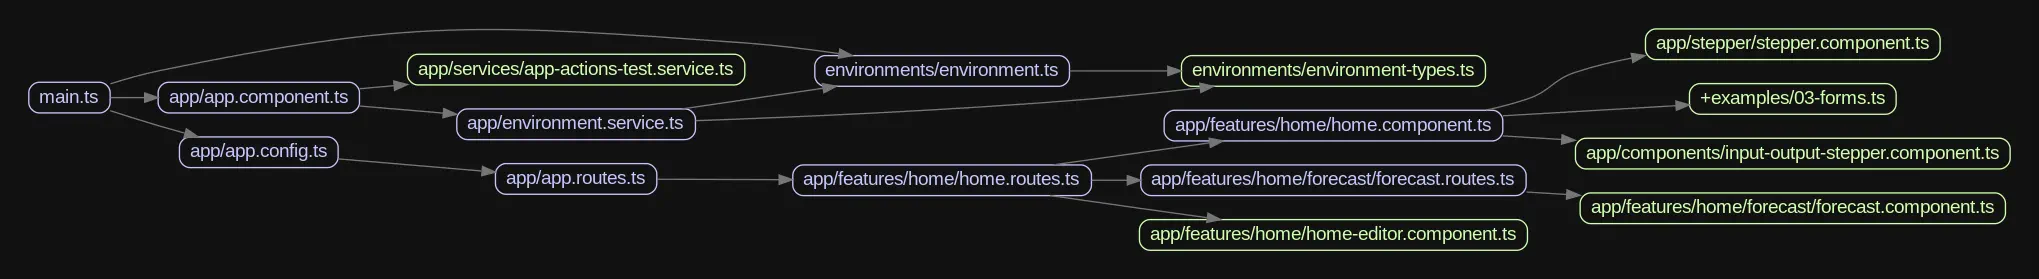 main.ts
app/app.component.ts
app/app.config.ts
app/services/app-actions-test.service.ts
app/environment.service.ts
app/app.routes.ts
environments/environment.ts
app/features/home/home.routes.ts
environments/environment-types.ts
app/features/home/home.component.ts
app/features/home/forecast/forecast.routes.ts
app/features/home/home-editor.component.ts
app/stepper/stepper.component.ts
+examples/03-forms.ts
app/components/input-output-stepper.component.ts
app/features/home/forecast/forecast.component.ts